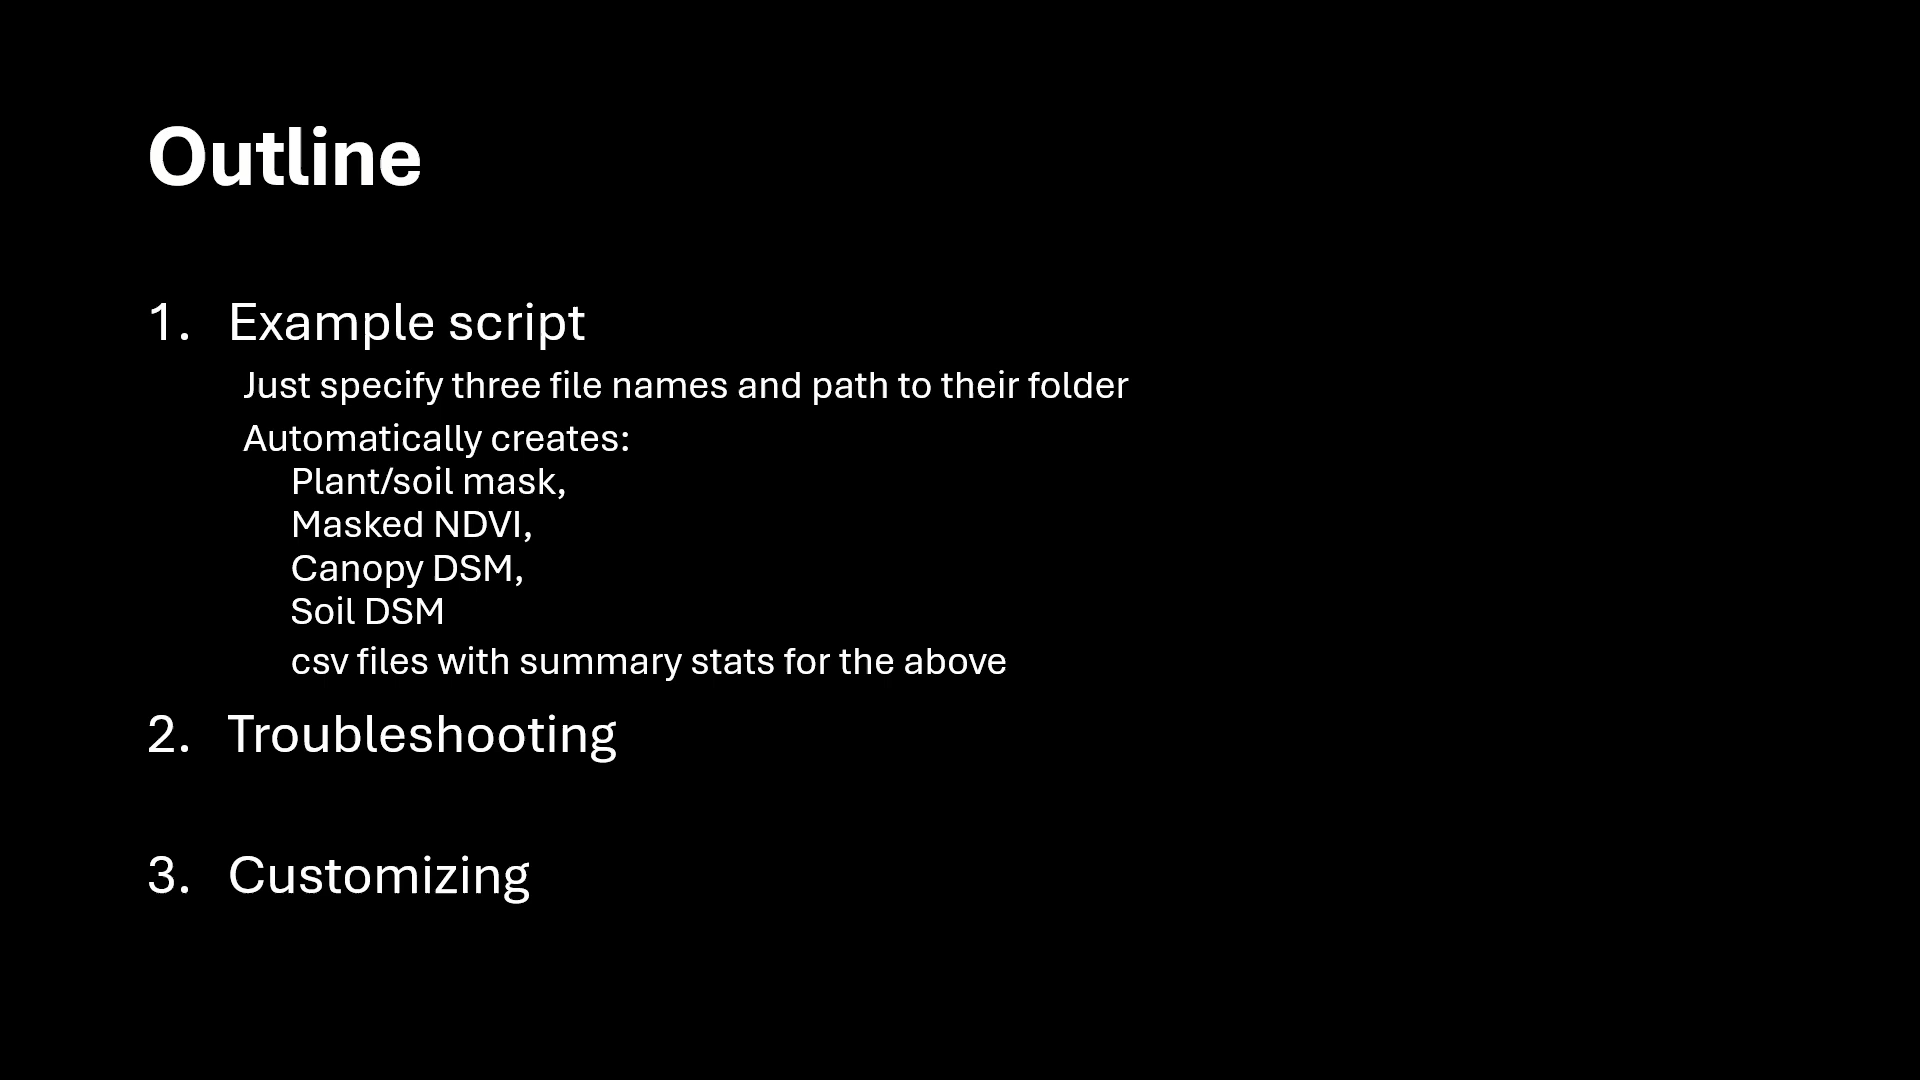 Outline
1. Example script
Just specify three file names and path to their folder
Automatically creates:
Plant/soil mask,
Masked NDVI,
Canopy DSM,
Soil DSM
csv files with summary stats for the above
2. Troubleshooting
3. Customizing